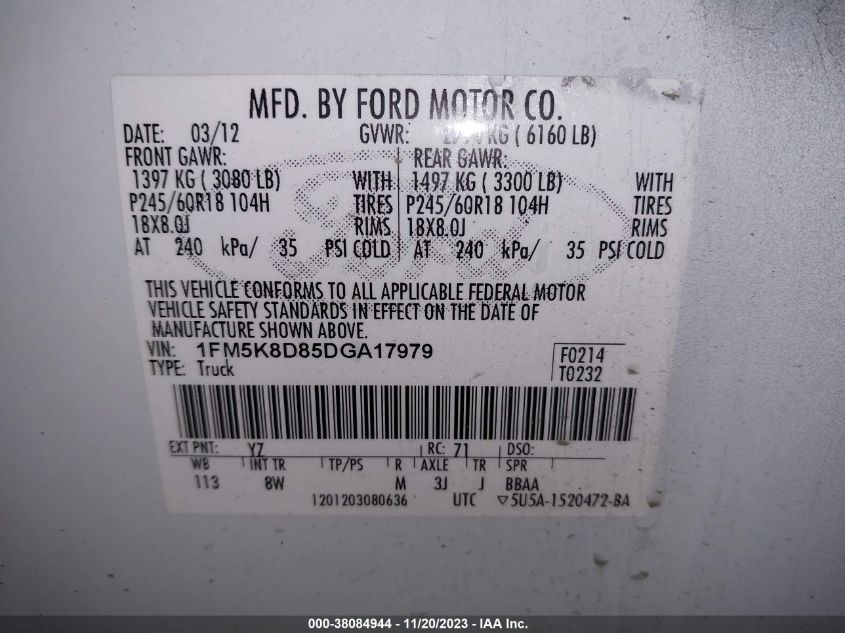 MFD. BY FORD MOTOR CO.
DATE: 03/12 GVWR: KG ( 6160 LB)
FRONT GAWR: REAR GAWR:
1397 KG ( 3080 LB) WITH 1497 KG ( 3300 LB) WITH
P245/60R18 104H TIRES P245/60R18 104H TIRES
18X8.0J RIMS 18X8.0J RIMS
AT 240 kPa/ 35 PSI COLD AT 240 kPa/ 35 PSI COLD
THIS VEHICLE CONFORMS TO ALL APPLICABLE FEDERAL MOTOR
VEHICLE SAFETY STANDARDS IN EFFECT ON THE DATE OF
MANUFACTURE SHOWN ABOVE.
VIN: 1FM5K8D85DGA17979 F0214
TYPE: Truck T0232
EXT PNT: YZ RC: 71 DSO:
WB INT TR TP/PS R AXLE TR SPR
113 8W M 3J J BBAA
1201203080636 UTC ▽5U5A-1520472-BA
000-38084944 - 11/20/2023 - IAA Inc.